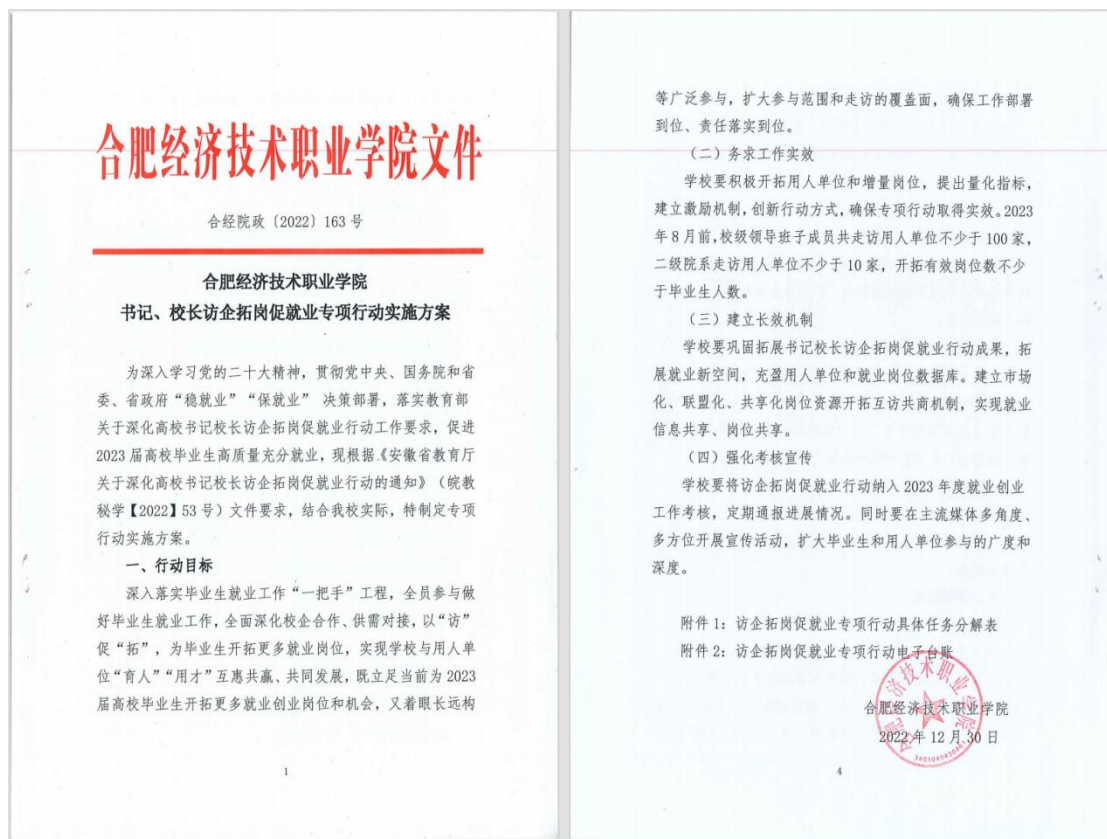 合肥经济技术职业学院文件
合经院政〔2022〕163 号
合肥经济技术职业学院
书记、校长访企拓岗促就业专项行动实施方案
为深入学习党的二十大精神，贯彻党中央、国务院和省
委、省政府“稳就业”“保就业” 决策部署，落实教育部
关于深化高校书记校长访企拓岗促就业行动工作要求，促进
2023 届高校毕业生高质量充分就业，现根据《安徽省教育厅
关于深化高校书记校长访企拓岗促就业行动的通知》（皖教
秘学【2022】53 号）文件要求，结合我校实际，特制定专项
行动实施方案。
一、行动目标
深入落实毕业生就业工作“一把手”工程，全员参与做
好毕业生就业工作，全面深化校企合作、供需对接，以“访”
促“拓”，为毕业生开拓更多就业岗位，实现学校与用人单
位“育人”“用才”互惠共赢、共同发展，既立足当前为 2023
届高校毕业生开拓更多就业创业岗位和机会，又着眼长远构
1
等广泛参与，扩大参与范围和走访的覆盖面，确保工作部署
到位、责任落实到位。
（二）务求工作实效
学校要积极开拓用人单位和增量岗位，提出量化指标，
建立激励机制，创新行动方式，确保专项行动取得实效。2023
年 8 月前，校级领导班子成员共走访用人单位不少于 100 家，
二级院系走访用人单位不少于 10 家，开拓有效岗位数不少
于毕业生人数。
（三）建立长效机制
学校要巩固拓展书记校长访企拓岗促就业行动成果，拓
展就业新空间，充盈用人单位和就业岗位数据库。建立市场
化、联盟化、共享化岗位资源开拓互访共商机制，实现就业
信息共享、岗位共享。
（四）强化考核宣传
学校要将访企拓岗促就业行动纳入 2023 年度就业创业
工作考核，定期通报进展情况。同时要在主流媒体多角度、
多方位开展宣传活动，扩大毕业生和用人单位参与的广度和
深度。
附件 1：访企拓岗促就业专项行动具体任务分解表
附件 2：访企拓岗促就业专项行动电子台账
合肥经济技术职业学院
2022 年 12 月 30 日
合肥经济技术职业学院
4